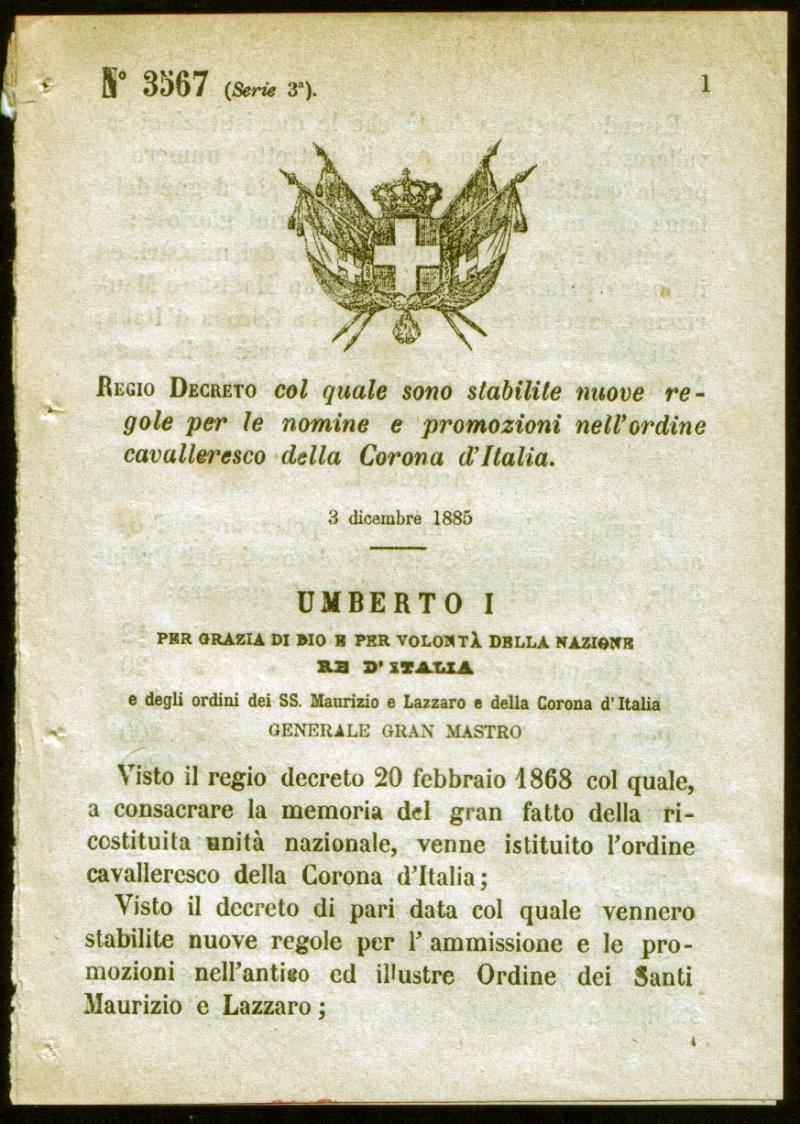 N° 3567 (Serie 3ª).
1
REGIO DECRETO col quale sono stabilite nuove re-
gole per le nomine e promozioni nell'ordine
cavalleresco della Corona d'Italia.
3 dicembre 1885
UMBERTO I
PER GRAZIA DI DIO E PER VOLONTÀ DELLA NAZIONE
RE D'ITALIA
e degli ordini dei SS. Maurizio e Lazzaro e della Corona d'Italia
GENERALE GRAN MASTRO
Visto il regio decreto 20 febbraio 1868 col quale,
a consacrare la memoria del gran fatto della ri-
costituita unità nazionale, venne istituito l'ordine
cavalleresco della Corona d'Italia;
Visto il decreto di pari data col quale vennero
stabilite nuove regole per l'ammissione e le pro-
mozioni nell'antico ed illustre Ordine dei Santi
Maurizio e Lazzaro;